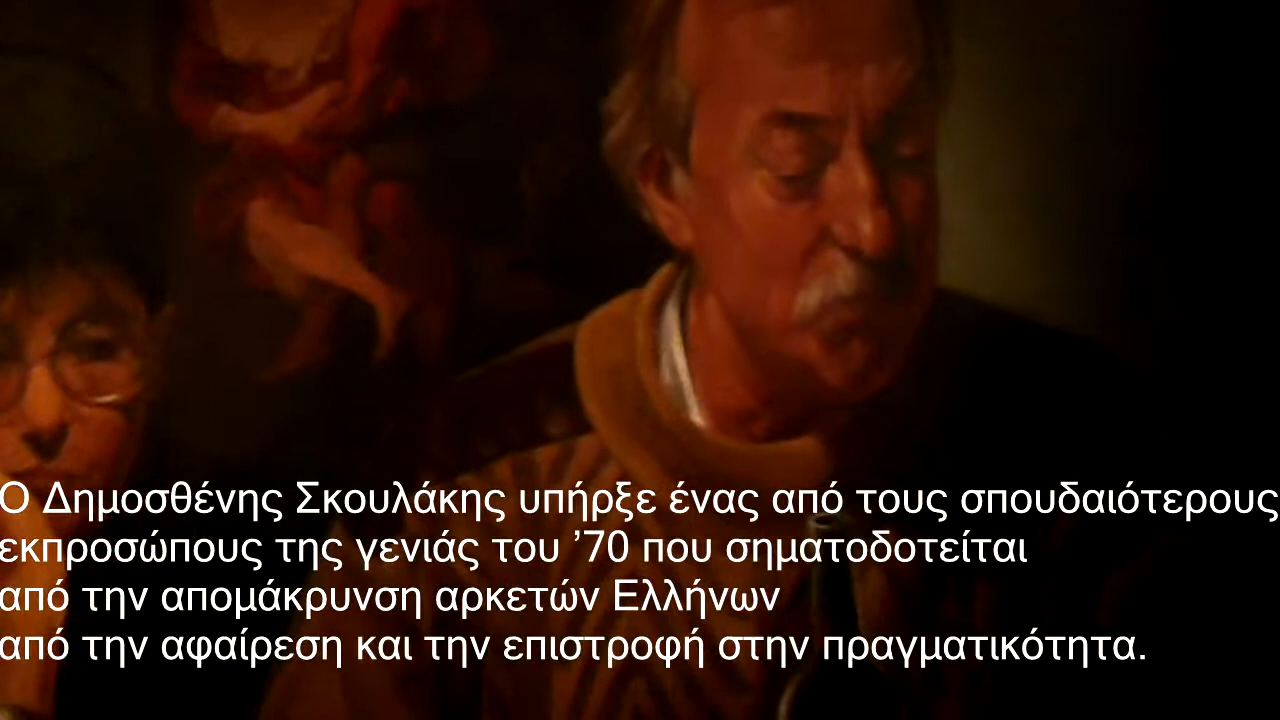 Ο Δημοσθένης Σκουλάκης υπήρξε ένας από τους σπουδαιότερους
εκπροσώπους της γενιάς του ’70 που σηματοδοτείται
από την απομάκρυνση αρκετών Ελλήνων
από την αφαίρεση και την επιστροφή στην πραγματικότητα.